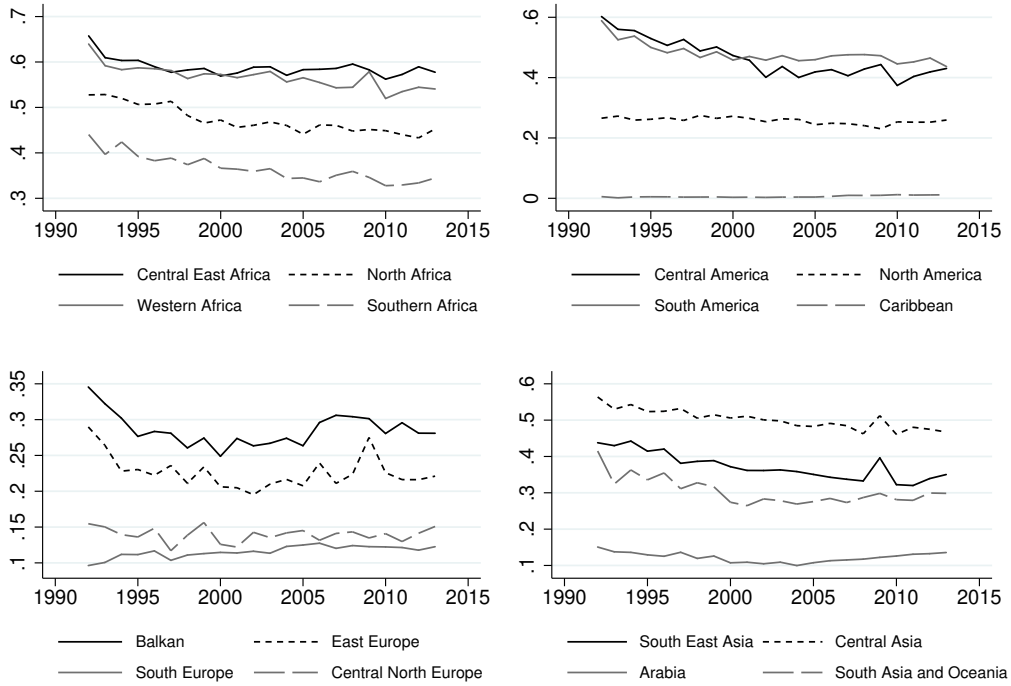 .7
.6
.5
.4
.3
1990 1995 2000 2005 2010 2015
Central East Africa North Africa
Western Africa Southern Africa
.6
.4
.2
0
1990 1995 2000 2005 2010 2015
Central America North America
South America Caribbean
.35
.3
.25
.2
.15
.1
1990 1995 2000 2005 2010 2015
Balkan East Europe
South Europe Central North Europe
.6
.5
.4
.3
.2
.1
1990 1995 2000 2005 2010 2015
South East Asia Central Asia
Arabia South Asia and Oceania